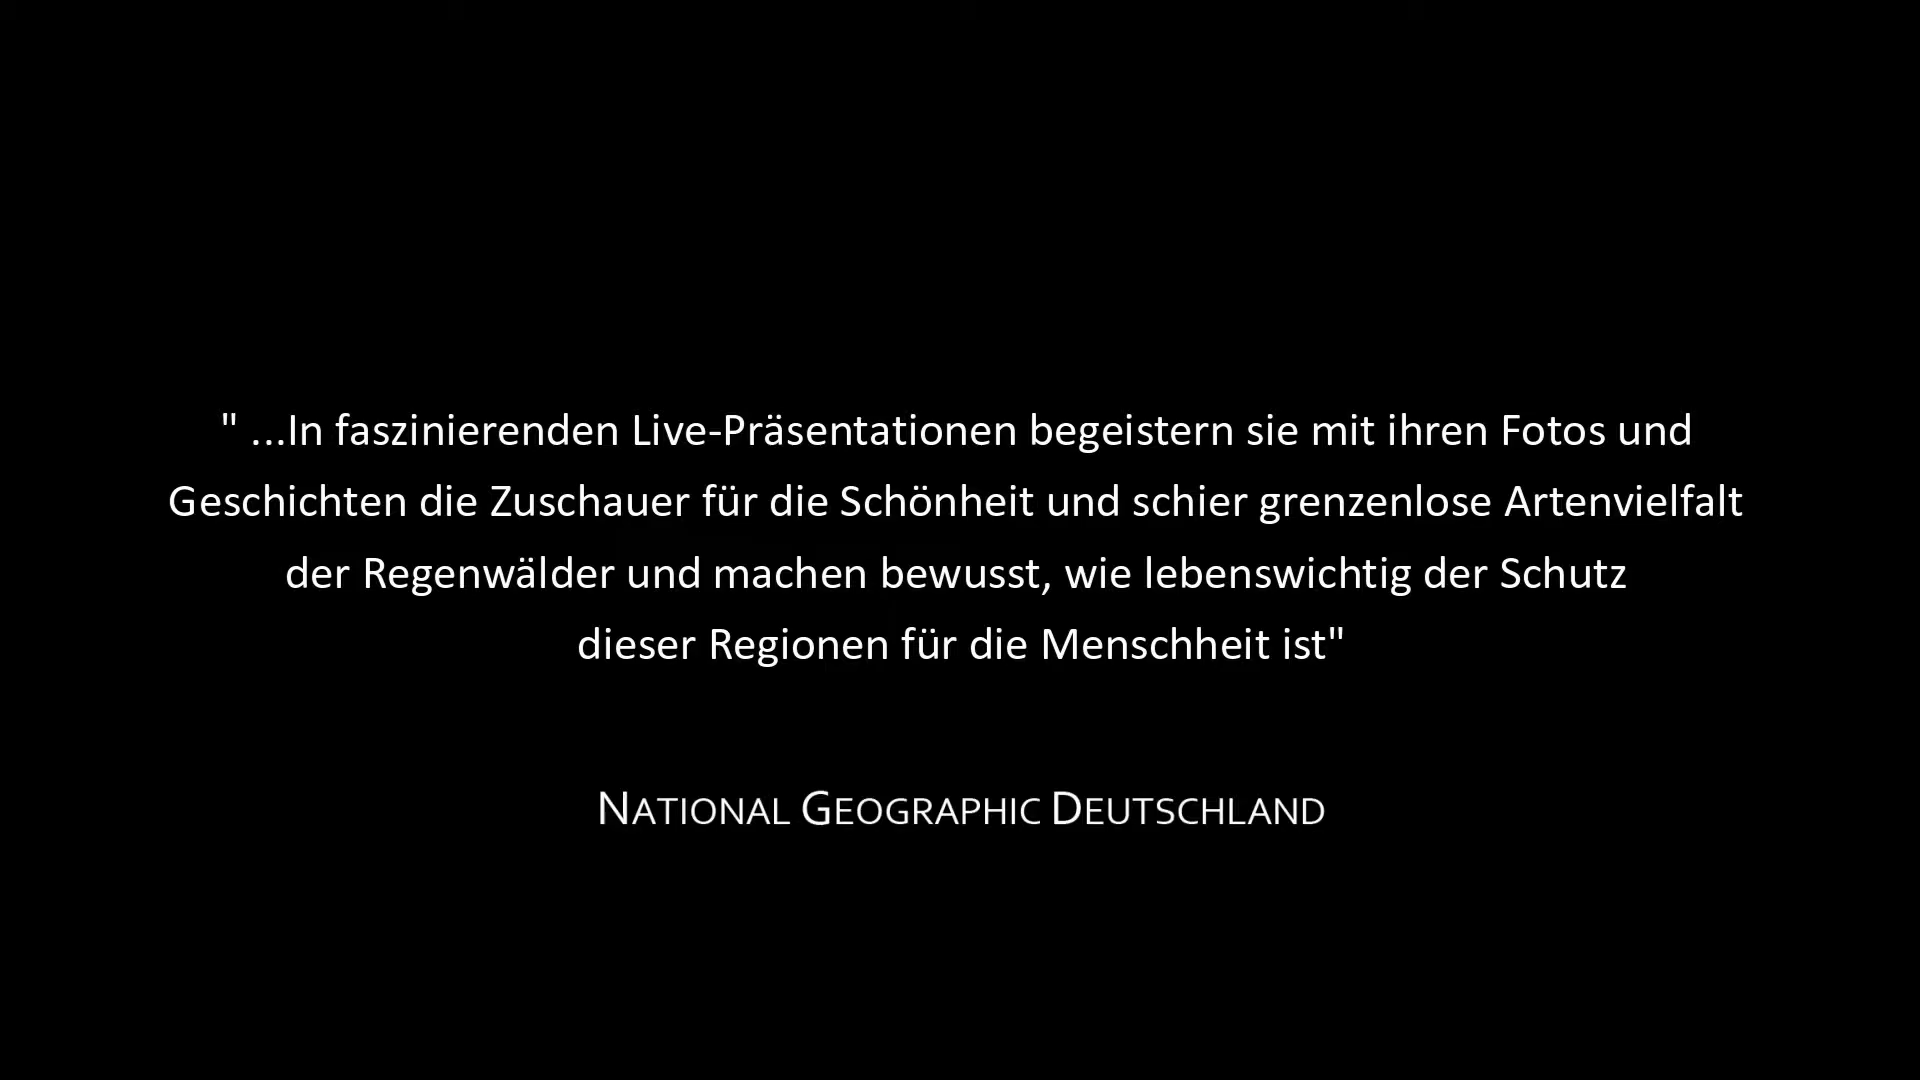 " ...In faszinierenden Live-Präsentationen begeistern sie mit ihren Fotos und
Geschichten die Zuschauer für die Schönheit und schier grenzenlose Artenvielfalt
der Regenwälder und machen bewusst, wie lebenswichtig der Schutz
dieser Regionen für die Menschheit ist"
NATIONAL GEOGRAPHIC DEUTSCHLAND